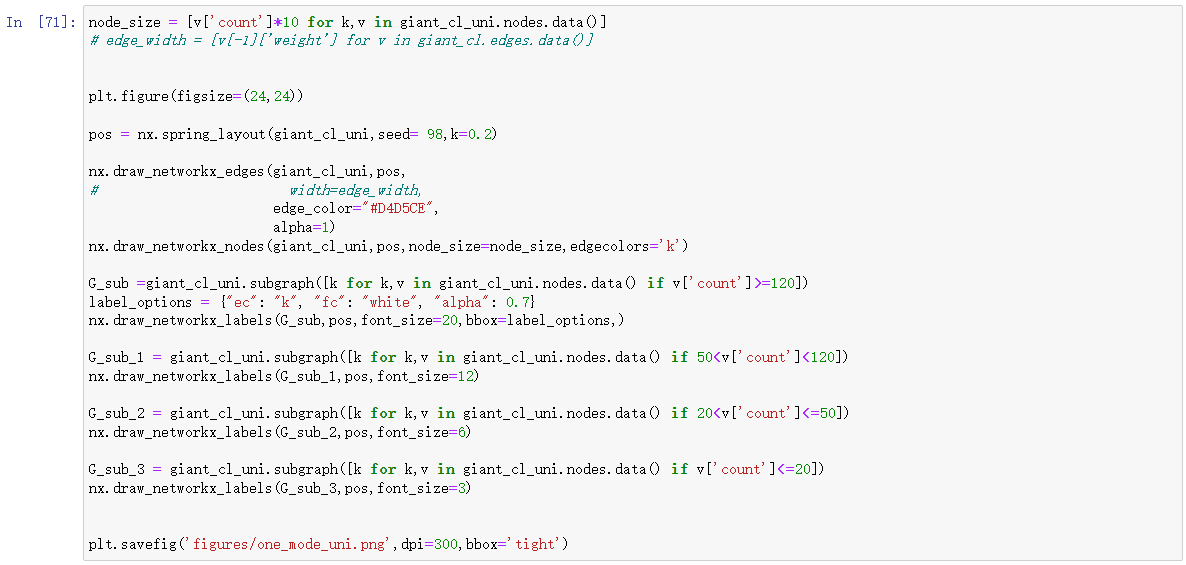 In [71]: node_size = [v['count']*10 for k,v in giant_cl_uni.nodes.data()]
# edge_width = [v[-1]['weight'] for v in giant_cl.edges.data()]
plt.figure(figsize=(24,24))
pos = nx.spring_layout(giant_cl_uni,seed= 98,k=0.2)
nx.draw_networkx_edges(giant_cl_uni,pos,
#                       width=edge_width,
                       edge_color="#D4D5CE",
                       alpha=1)
nx.draw_networkx_nodes(giant_cl_uni,pos,node_size=node_size,edgecolors='k')
G_sub =giant_cl_uni.subgraph([k for k,v in giant_cl_uni.nodes.data() if v['count']>=120])
label_options = {"ec": "k", "fc": "white", "alpha": 0.7}
nx.draw_networkx_labels(G_sub,pos,font_size=20,bbox=label_options,)
G_sub_1 = giant_cl_uni.subgraph([k for k,v in giant_cl_uni.nodes.data() if 50<v['count']<120])
nx.draw_networkx_labels(G_sub_1,pos,font_size=12)
G_sub_2 = giant_cl_uni.subgraph([k for k,v in giant_cl_uni.nodes.data() if 20<v['count']<=50])
nx.draw_networkx_labels(G_sub_2,pos,font_size=6)
G_sub_3 = giant_cl_uni.subgraph([k for k,v in giant_cl_uni.nodes.data() if v['count']<=20])
nx.draw_networkx_labels(G_sub_3,pos,font_size=3)
plt.savefig('figures/one_mode_uni.png',dpi=300,bbox='tight')